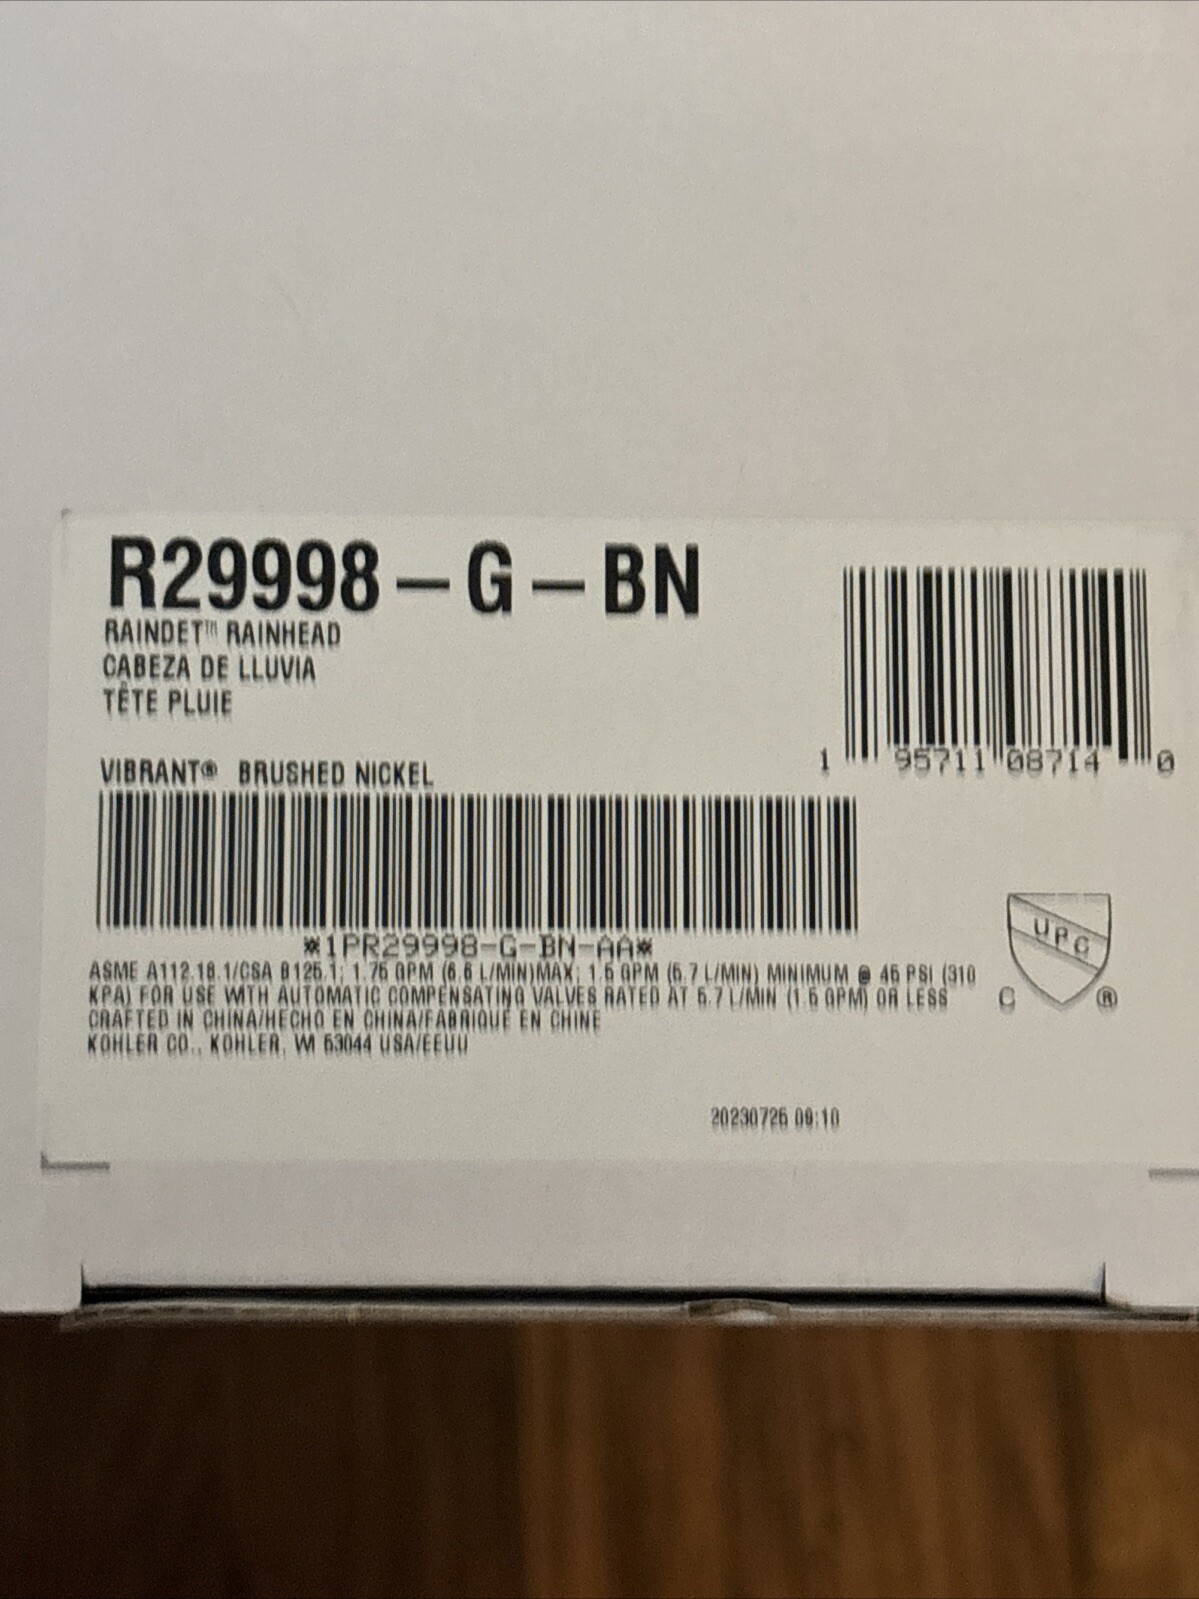 R29998-G-BN
RAINDET™ RAINHEAD
CABEZA DE LLUVIA
TÊTE PLUIE
VIBRANT® BRUSHED NICKEL
1 95711 08714 0
*1PR29998-G-BN-AA*
ASME A112.18.1/CSA B125.1; 1.75 GPM (6.6 L/MIN)MAX; 1.5 GPM (5.7 L/MIN) MINIMUM @ 45 PSI (310
KPA) FOR USE WITH AUTOMATIC COMPENSATING VALVES RATED AT 5.7 L/MIN (1.5 GPM) OR LESS
CRAFTED IN CHINA/HECHO EN CHINA/FABRIQUÉ EN CHINE
KOHLER CO., KOHLER, WI 53044 USA/EEUU
UPC
C ®
20230725 09:10